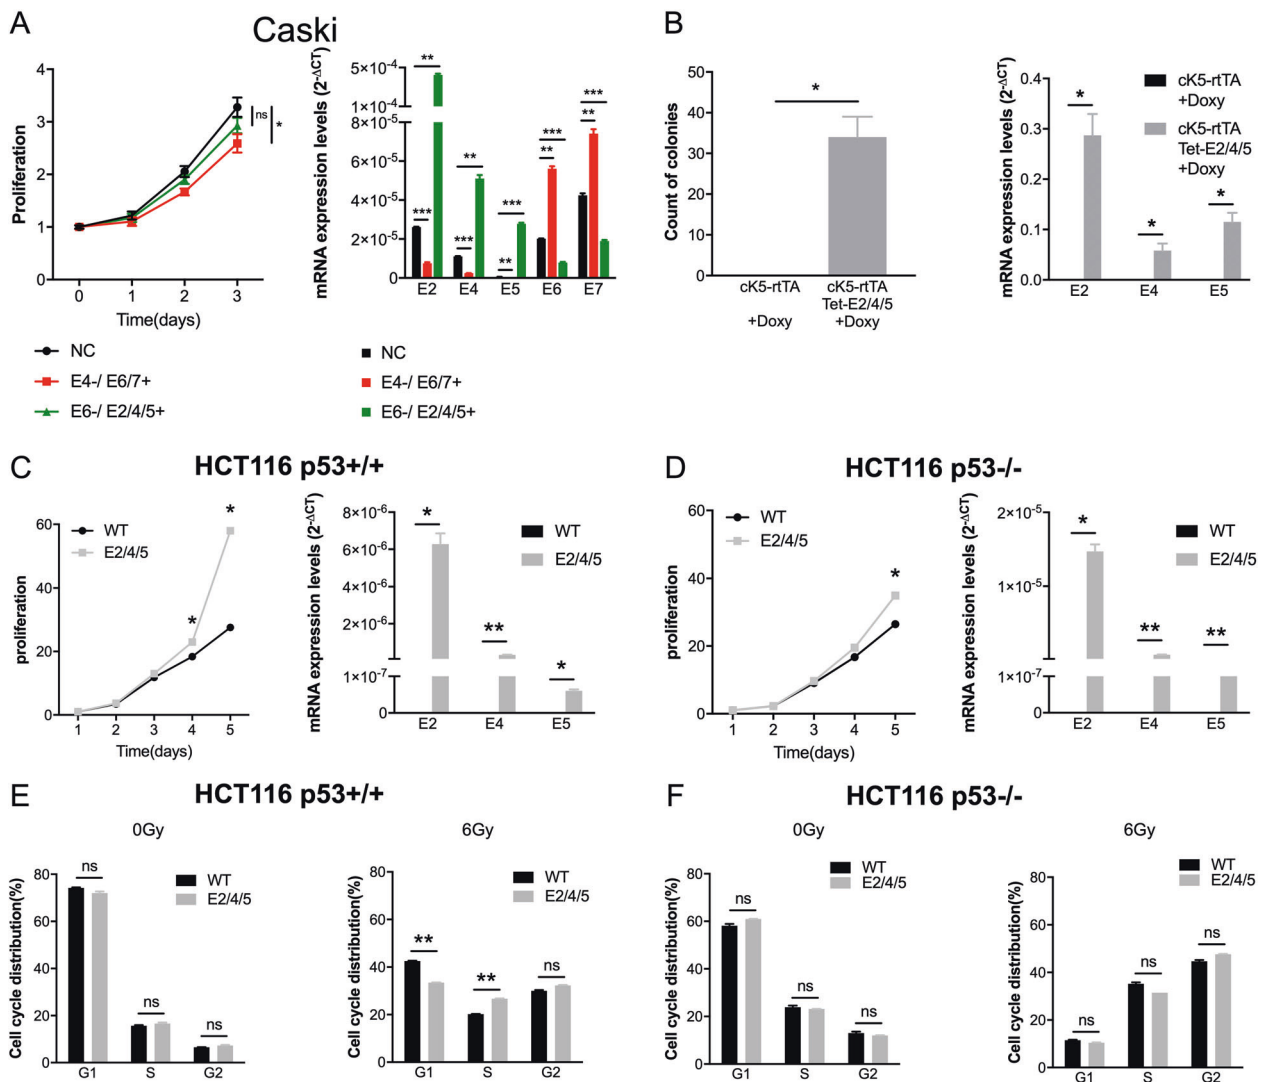 A
Caski
Proliferation
4
3
2
1
0
ns
*
0 1 2 3
Time(days)
NC
E4-/ E6/7+
E6-/ E2/4/5+
mRNA expression levels (2-ΔCT)
5×10-4
1×10-4
8×10-5
6×10-5
4×10-5
2×10-5
0
** *** *** ** ** *** *** ** *** **
E2 E4 E5 E6 E7
NC
E4-/ E6/7+
E6-/ E2/4/5+
B
Count of colonies
50
40
30
20
10
0
*
cK5-rtTA
+Doxy
cK5-rtTA
Tet-E2/4/5
+Doxy
mRNA expression levels (2-ΔCT)
0.4
0.3
0.2
0.1
0.0
* * *
E2 E4 E5
cK5-rtTA
+Doxy
cK5-rtTA
Tet-E2/4/5
+Doxy
C
HCT116 p53+/+
proliferation
60
40
20
0
WT
E2/4/5
* *
1 2 3 4 5
Time(days)
mRNA expression levels (2-ΔCT)
8×10-6
6×10-6
4×10-6
2×10-6
1×10-7
0
* ** *
E2 E4 E5
WT
E2/4/5
D
HCT116 p53-/-
proliferation
60
40
20
0
WT
E2/4/5
*
1 2 3 4 5
Time(days)
mRNA expression levels (2-ΔCT)
2×10-5
1×10-5
1×10-7
0
* ** **
E2 E4 E5
WT
E2/4/5
E
HCT116 p53+/+
0Gy
Cell cycle distribution(%)
80
60
40
20
0
ns ns ns
G1 S G2
WT
E2/4/5
6Gy
Cell cycle distribution(%)
80
60
40
20
0
** ** ns
G1 S G2
WT
E2/4/5
F
HCT116 p53-/-
0Gy
Cell cycle distribution(%)
80
60
40
20
0
ns ns ns
G1 S G2
WT
E2/4/5
6Gy
Cell cycle distribution(%)
80
60
40
20
0
ns ns ns
G1 S G2
WT
E2/4/5